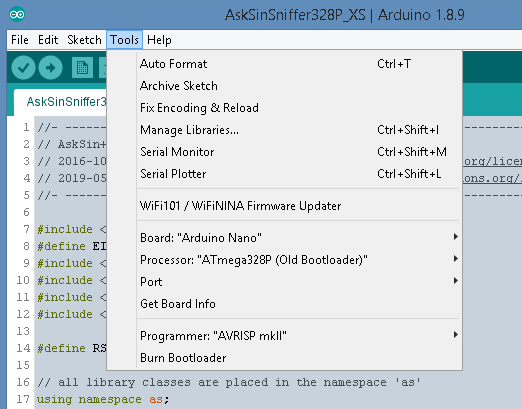 AskSinSniffer328P_XS | Arduino 1.8.9
File Edit Sketch Tools Help
Auto Format Ctrl+T
Archive Sketch
Fix Encoding & Reload
Manage Libraries... Ctrl+Shift+I
Serial Monitor Ctrl+Shift+M
Serial Plotter Ctrl+Shift+L
WiFi101 / WiFiNINA Firmware Updater
Board: "Arduino Nano"
Processor: "ATmega328P (Old Bootloader)"
Port
Get Board Info
Programmer: "AVRISP mkII"
Burn Bootloader
AskSinSniffer3
1 //- -----
2 // AskSin+
3 // 2016-10 org/lice
4 // 2019-05 ons.org/
5 //- -----
6
7 #include <
8 #define EI
9 #include <
10 #include <
11 #include <
12 #include <
13
14 #define RS
15
16 // all library classes are placed in the namespace 'as'
17 using namespace as;